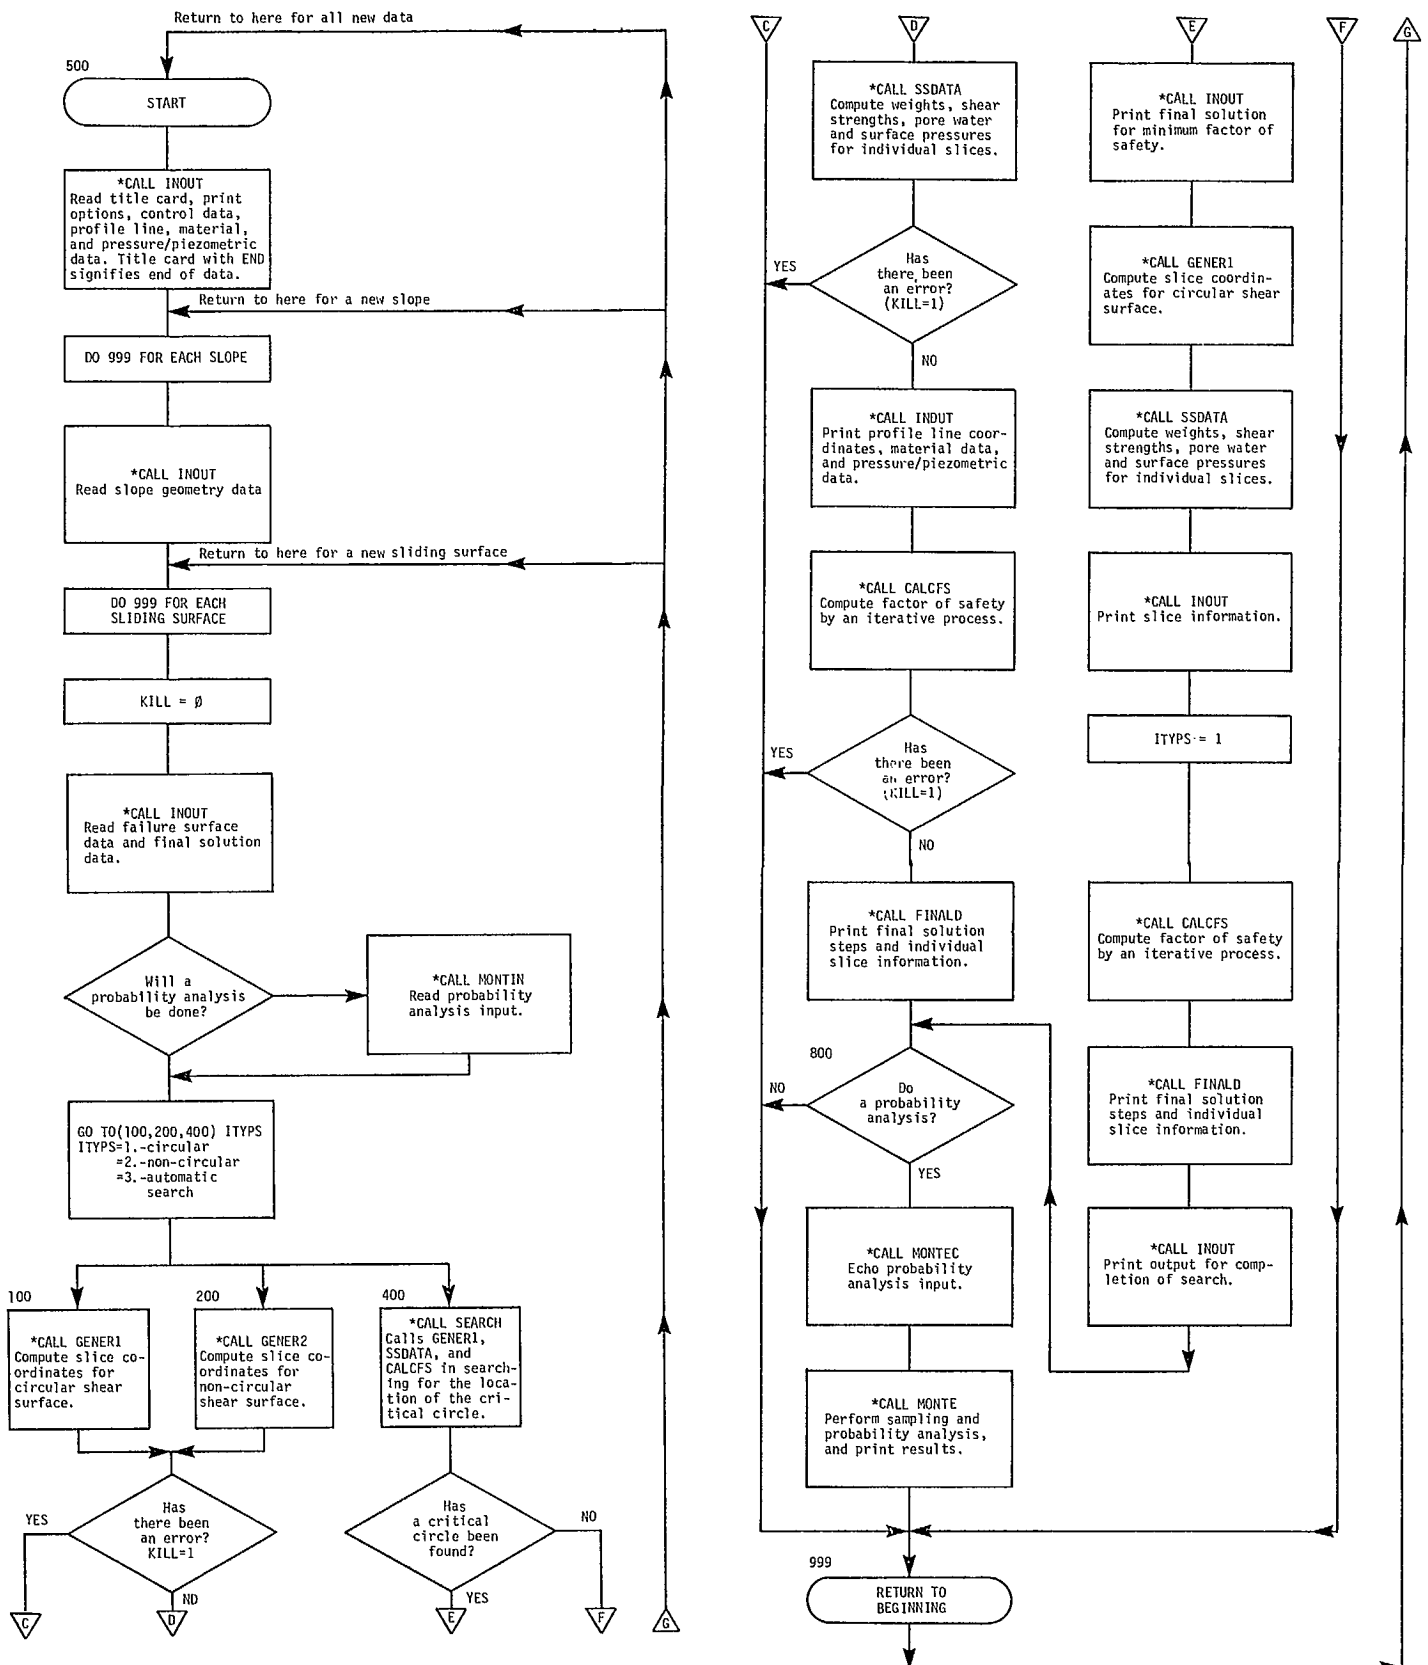 Return to here for all new data
500
START
*CALL INOUT
Read title card, print
options, control data,
profile line, material,
and pressure/piezometric
data. Title card with END
signifies end of data.
Return to here for a new slope
DO 999 FOR EACH SLOPE
*CALL INOUT
Read slope geometry data
Return to here for a new sliding surface
DO 999 FOR EACH
SLIDING SURFACE
KILL = Ø
*CALL INOUT
Read failure surface
data and final solution
data.
Will a
probability analysis
be done?
*CALL MONTIN
Read probability
analysis input.
GO TO(100,200,400) ITYPS
ITYPS=1.-circular
=2.-non-circular
=3.-automatic
search
100
*CALL GENER1
Compute slice co-
ordinates for
circular shear
surface.
200
*CALL GENER2
Compute slice co-
ordinates for
non-circular
shear surface.
400
*CALL SEARCH
Calls GENER1,
SSDATA, and
CALCFS in search-
ing for the loca-
tion of the cri-
tical circle.
YES
Has
there been
an error?
KILL=1
NO
Has
a critical
circle been
found?
NO
YES
C
D
E
F
G
C
D
E
F
G
*CALL SSDATA
Compute weights, shear
strengths, pore water
and surface pressures
for individual slices.
YES
Has
there been
an error?
(KILL=1)
NO
*CALL INOUT
Print profile line coor-
dinates, material data,
and pressure/piezometric
data.
*CALL CALCFS
Compute factor of safety
by an iterative process.
YES
Has
there been
an error?
(KILL=1)
NO
*CALL FINALD
Print final solution
steps and individual
slice information.
800
NO
Do
a probability
analysis?
YES
*CALL MONTEC
Echo probability
analysis input.
*CALL MONTE
Perform sampling and
probability analysis,
and print results.
999
RETURN TO
BEGINNING
*CALL INOUT
Print final solution
for minimum factor of
safety.
*CALL GENER1
Compute slice coordin-
ates for circular shear
surface.
*CALL SSDATA
Compute weights, shear
strengths, pore water
and surface pressures
for individual slices.
*CALL INOUT
Print slice information.
ITYPS = 1
*CALL CALCFS
Compute factor of safety
by an iterative process.
*CALL FINALD
Print final solution
steps and individual
slice information.
*CALL INOUT
Print output for comp-
letion of search.